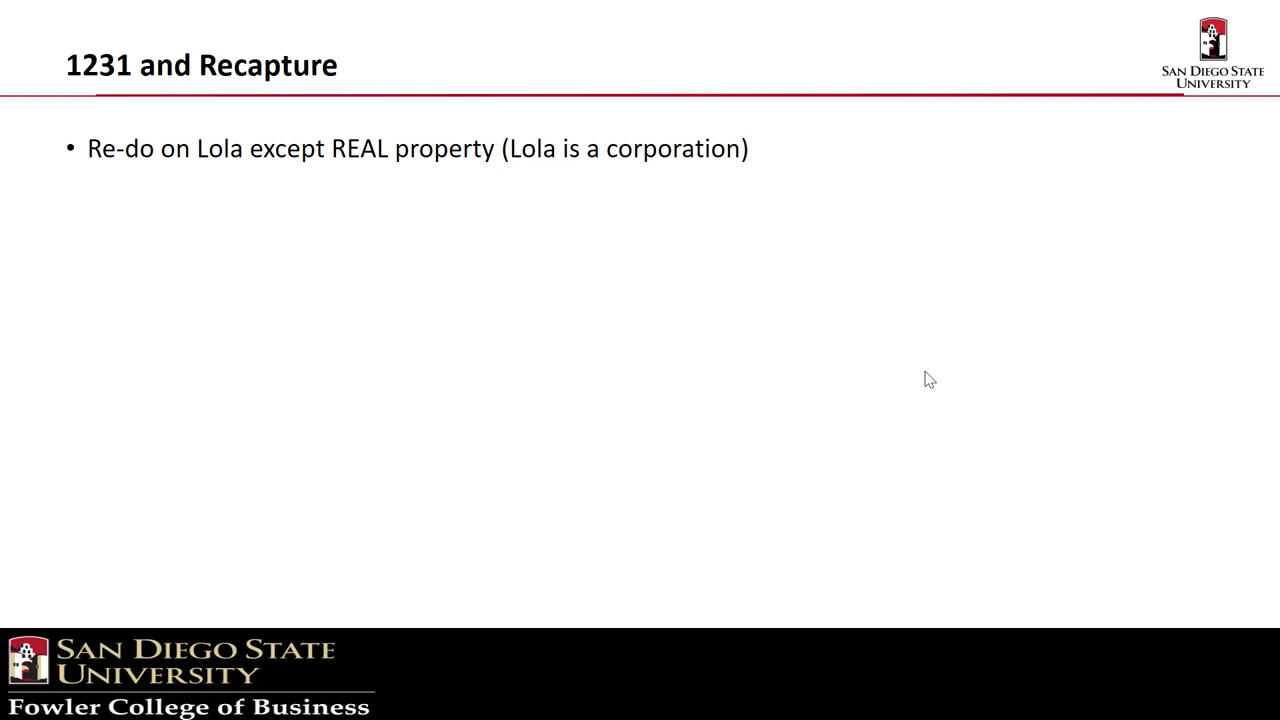 1231 and Recapture
SAN DIEGO STATE
UNIVERSITY
• Re-do on Lola except REAL property (Lola is a corporation)
SAN DIEGO STATE
UNIVERSITY
Fowler College of Business